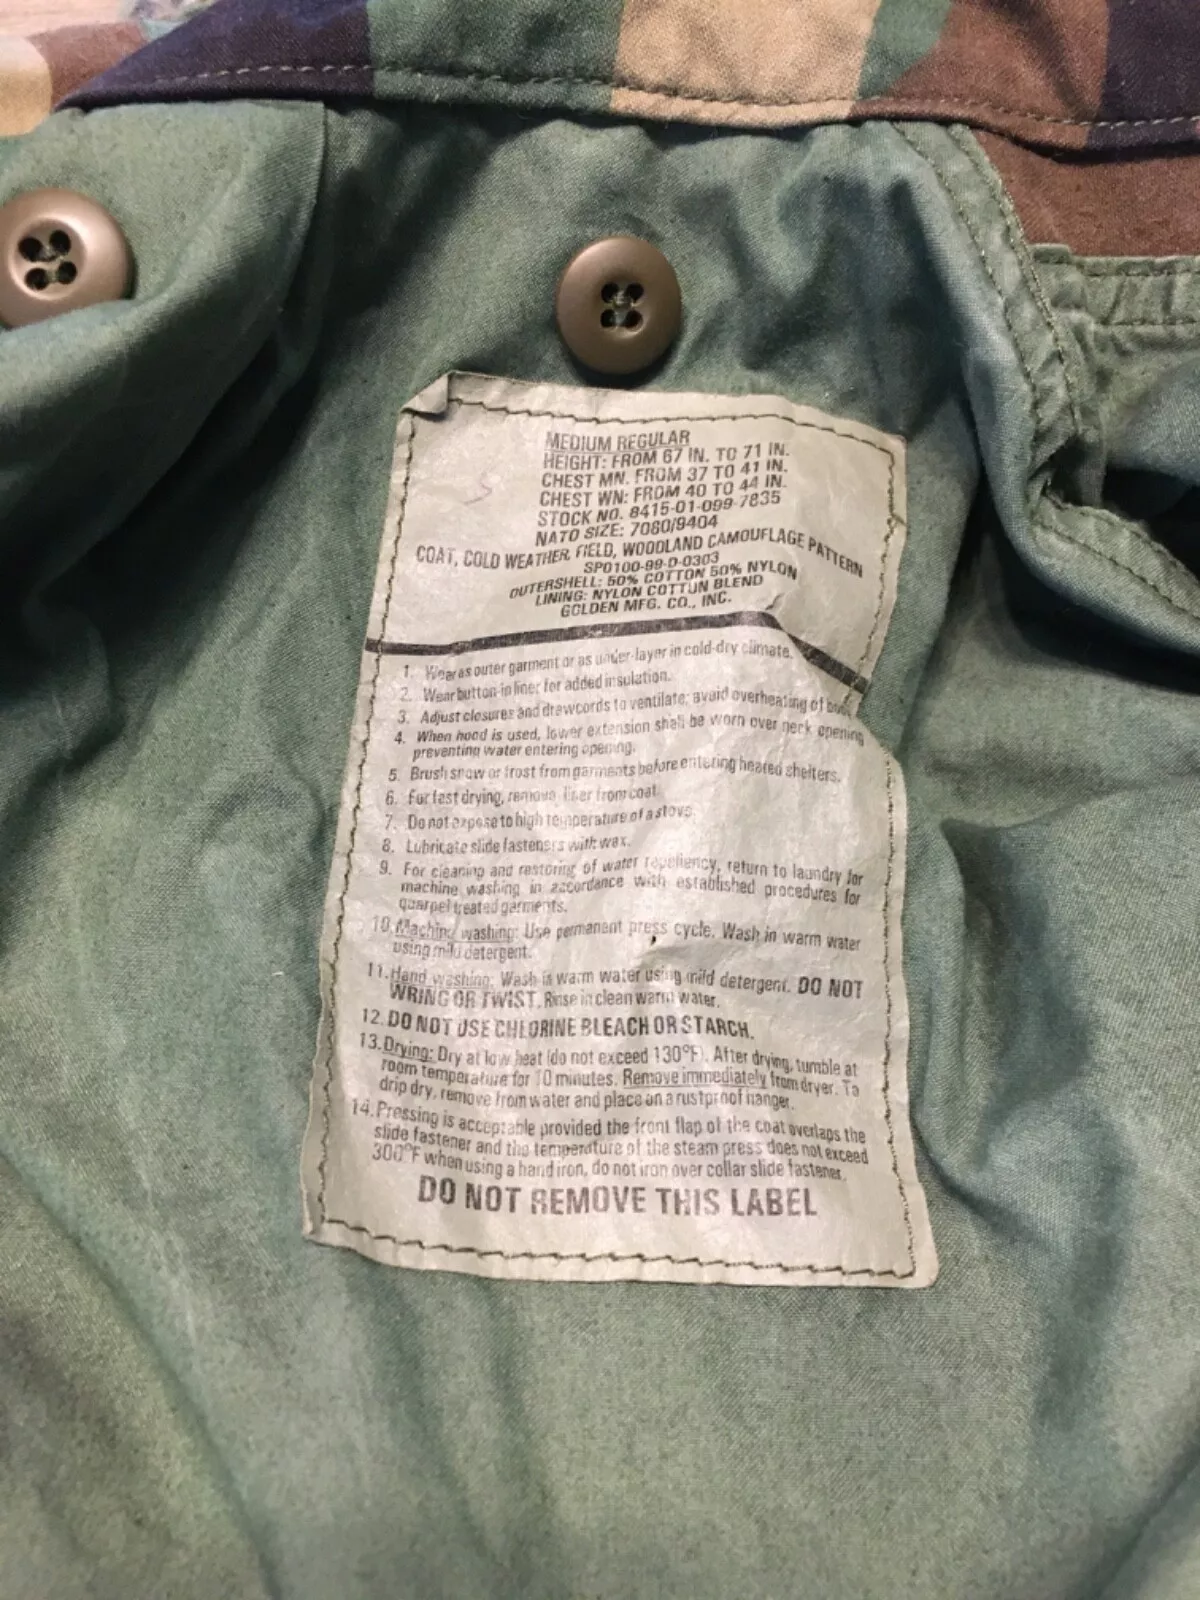 MEDIUM REGULAR
HEIGHT: FROM 67 IN. TO 71 IN.
CHEST MN. FROM 37 TO 41 IN.
CHEST WN: FROM 40 TO 44 IN.
STOCK NO. 8415-01-099-7835
NATO SIZE: 7080/9404
COAT, COLD WEATHER, FIELD, WOODLAND CAMOUFLAGE PATTERN
SP0100-99-D-0303
OUTERSHELL: 50% COTTON 50% NYLON
LINING: NYLON COTTUN BLEND
GOLDEN MFG. CO., INC.
1. Wear as outer garment or as under-layer in cold-dry climate.
2. Wear button-in liner for added insulation.
3. Adjust closures and drawcords to ventilate; avoid overheating of
4. When hood is used, lower extension shall be worn over neck opening
preventing water entering opening.
5. Brush snow or frost from garments before entering heated shelters.
6. For fast drying, remove liner from coat.
7. Do not expose to high temperature of a stove.
8. Lubricate slide fasteners with wax.
9. For cleaning and restoring of water repellency, return to laundry for
machine washing in accordance with established procedures for
quarpel treated garments.
10. Machine washing: Use permanent press cycle. Wash in warm water
using mild detergent.
11. Hand washing: Wash in warm water using mild detergent. DO NOT
WRING OR TWIST. Rinse in clean warm water.
12. DO NOT USE CHLORINE BLEACH OR STARCH.
13. Drying: Dry at low heat (do not exceed 130°F). After drying, tumble at
room temperature for 10 minutes. Remove immediately from dryer. To
drip dry, remove from water and place on a rustproof hanger.
14. Pressing is acceptable provided the front flap of the coat overlaps the
slide fastener and the temperature of the steam press does not exceed
300°F when using a hand iron, do not iron over collar slide fastener.
DO NOT REMOVE THIS LABEL